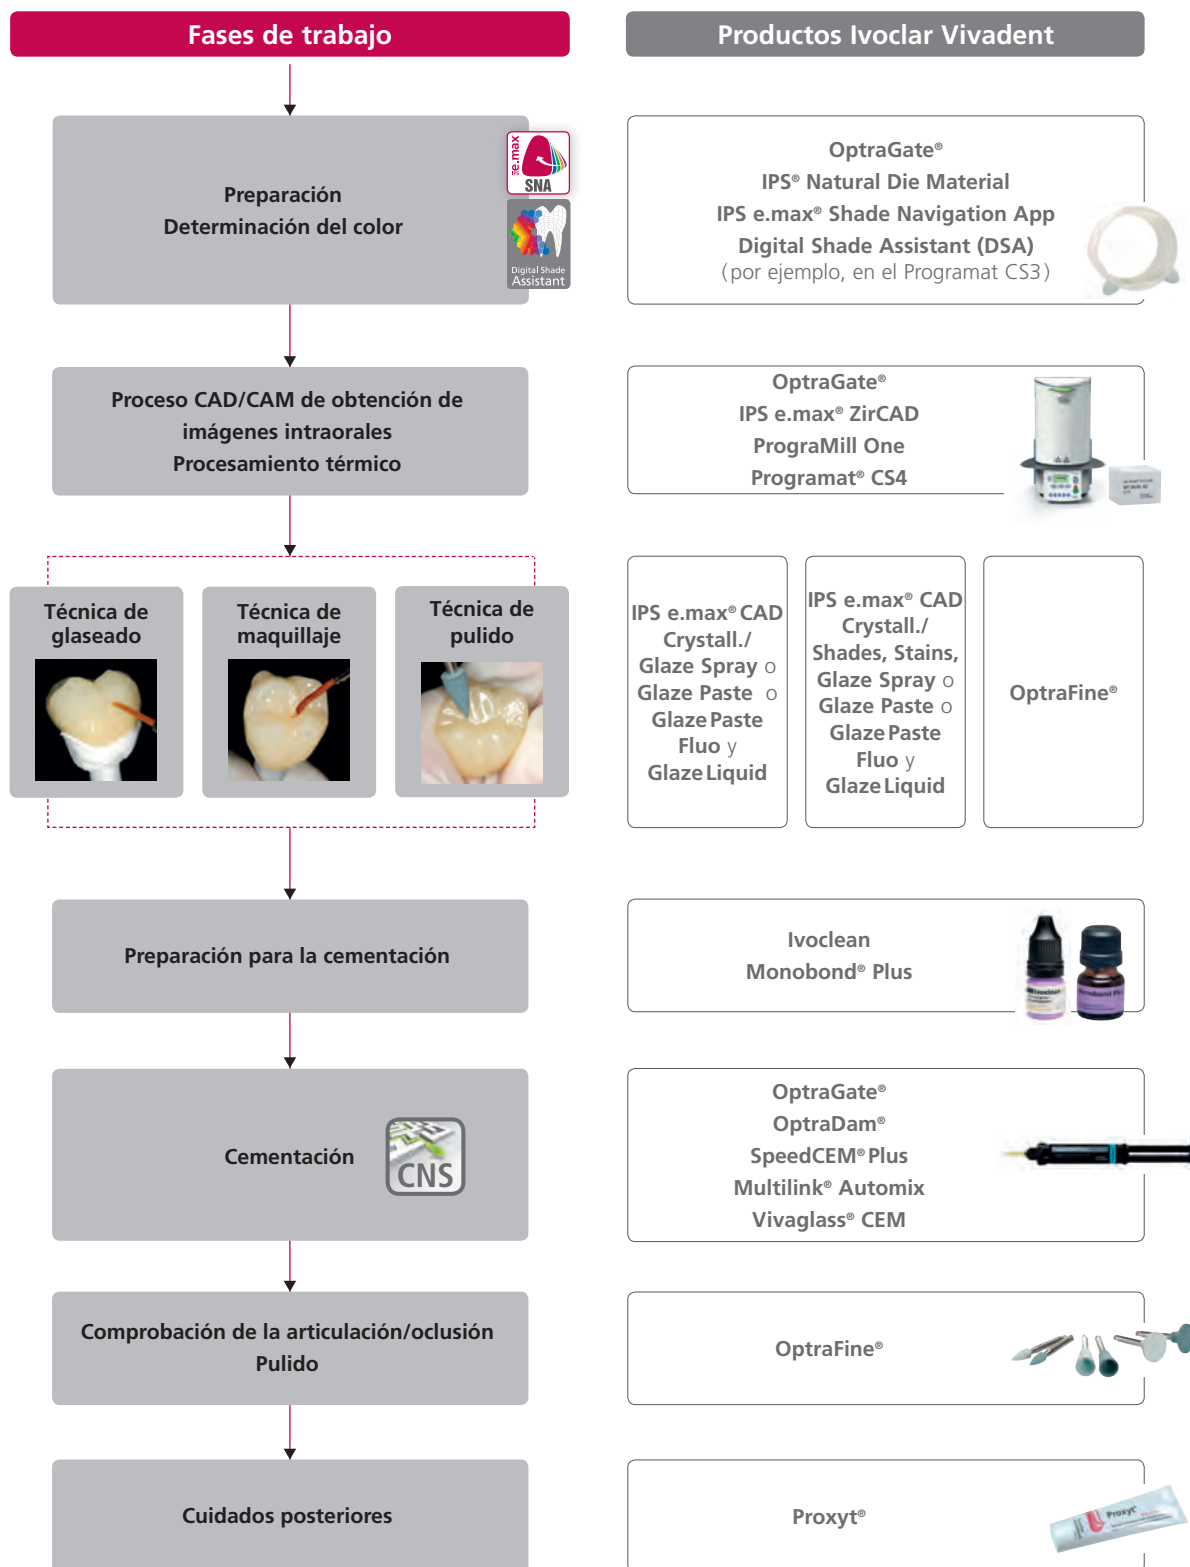 Fases de trabajo
Productos Ivoclar Vivadent
Preparación
Determinación del color
e.max
SNA
Digital Shade
Assistant
OptraGate®
IPS® Natural Die Material
IPS e.max® Shade Navigation App
Digital Shade Assistant (DSA)
(por ejemplo, en el Programat CS3)
Proceso CAD/CAM de obtención de
imágenes intraorales
Procesamiento térmico
OptraGate®
IPS e.max® ZirCAD
PrograMill One
Programat® CS4
Técnica de
glaseado
Técnica de
maquillaje
Técnica de
pulido
IPS e.max® CAD
Crystall./
Glaze Spray o
Glaze Paste o
Glaze Paste
Fluo y
Glaze Liquid
IPS e.max® CAD
Crystall./
Shades, Stains,
Glaze Spray o
Glaze Paste o
Glaze Paste
Fluo y
Glaze Liquid
OptraFine®
Preparación para la cementación
Ivoclean
Monobond® Plus
Ivoclean
Monobond Plus
Cementación
CNS
OptraGate®
OptraDam®
SpeedCEM® Plus
Multilink® Automix
Vivaglass® CEM
Comprobación de la articulación/oclusión
Pulido
OptraFine®
Cuidados posteriores
Proxyt®
Proxyt®